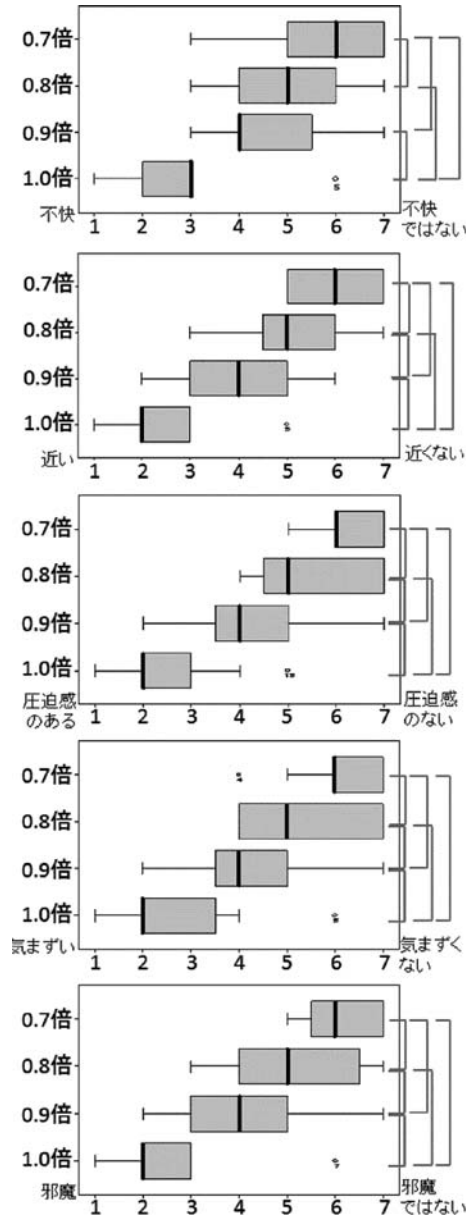 0.7倍
0.8倍
0.9倍
1.0倍
不快
1 2 3 4 5 6 7
不快
ではない
0.7倍
0.8倍
0.9倍
1.0倍
近い
1 2 3 4 5 6 7
近くない
0.7倍
0.8倍
0.9倍
1.0倍
圧迫感
のある
1 2 3 4 5 6 7
圧迫感
のない
0.7倍
0.8倍
0.9倍
1.0倍
気まずい
1 2 3 4 5 6 7
気まずく
ない
0.7倍
0.8倍
0.9倍
1.0倍
邪魔
1 2 3 4 5 6 7
邪魔
ではない